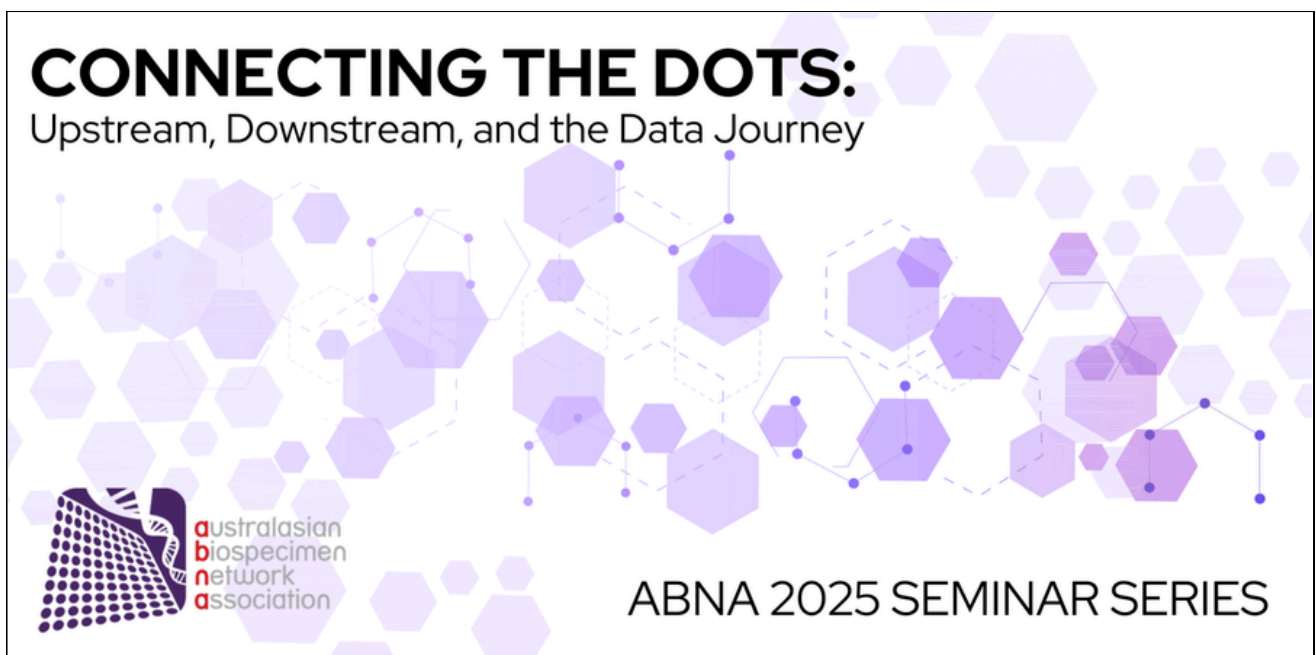 CONNECTING THE DOTS:
Upstream, Downstream, and the Data Journey
australasian
biospecimen
network
association
ABNA 2025 SEMINAR SERIES